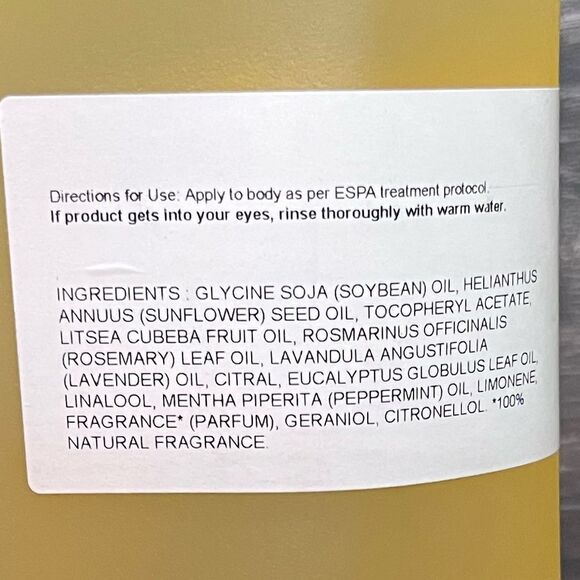 Directions for Use: Apply to body as per ESPA treatment protocol.
If product gets into your eyes, rinse thoroughly with warm water.
INGREDIENTS : GLYCINE SOJA (SOYBEAN) OIL, HELIANTHUS
ANNUUS (SUNFLOWER) SEED OIL, TOCOPHERYL ACETATE,
LITSEA CUBEBA FRUIT OIL, ROSMARINUS OFFICINALIS
(ROSEMARY) LEAF OIL, LAVANDULA ANGUSTIFOLIA
(LAVENDER) OIL, CITRAL, EUCALYPTUS GLOBULUS LEAF OIL,
LINALOOL, MENTHA PIPERITA (PEPPERMINT) OIL, LIMONENE,
FRAGRANCE* (PARFUM), GERANIOL, CITRONELLOL. *100%
NATURAL FRAGRANCE.